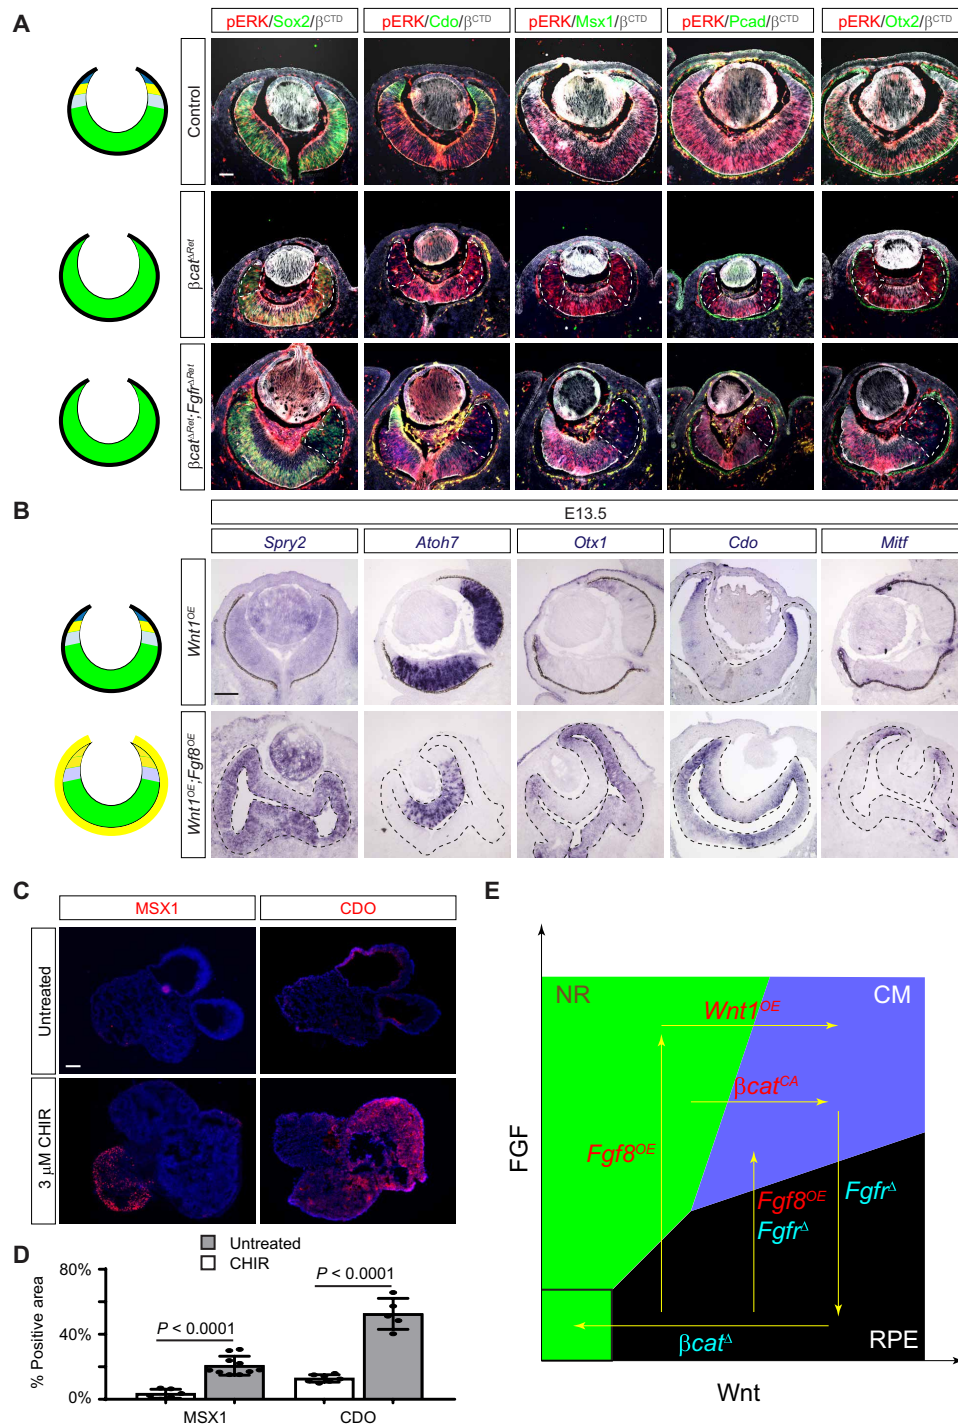 A
pERK/Sox2/βCTD
pERK/Cdo/βCTD
pERK/Msx1/βCTD
pERK/Pcad/βCTD
pERK/Otx2/βCTD
Control
βcatΔRet
βcatΔRet;FgfrΔRet
B
E13.5
Spry2
Atoh7
Otx1
Cdo
Mitf
Wnt1OE
Wnt1OE;Fgf8OE
C
MSX1
CDO
Untreated
3 μM CHIR
D
Untreated
CHIR
80%
40%
0%
% Positive area
P < 0.0001
P < 0.0001
MSX1
CDO
E
NR
CM
Wnt1OE
βcatCA
Fgf8OE
Fgf8OE
FgfrΔ
FgfrΔ
βcatΔ
RPE
FGF
Wnt